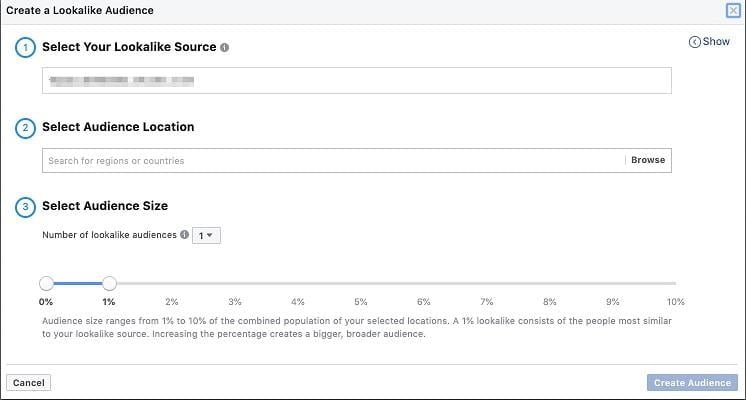 Create a Lookalike Audience
1 Select Your Lookalike Source
Show
2 Select Audience Location
Search for regions or countries Browse
3 Select Audience Size
Number of lookalike audiences 1
0% 1% 2% 3% 4% 5% 6% 7% 8% 9% 10%
Audience size ranges from 1% to 10% of the combined population of your selected locations. A 1% lookalike consists of the people most similar
to your lookalike source. Increasing the percentage creates a bigger, broader audience.
Cancel Create Audience